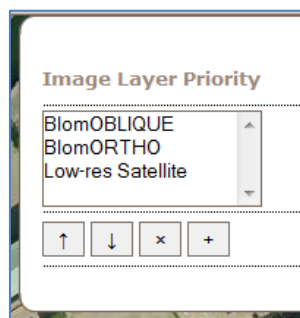 Image Layer Priority
BlomOBLIQUE
BlomORTHO
Low-res Satellite
↑ ↓ × +